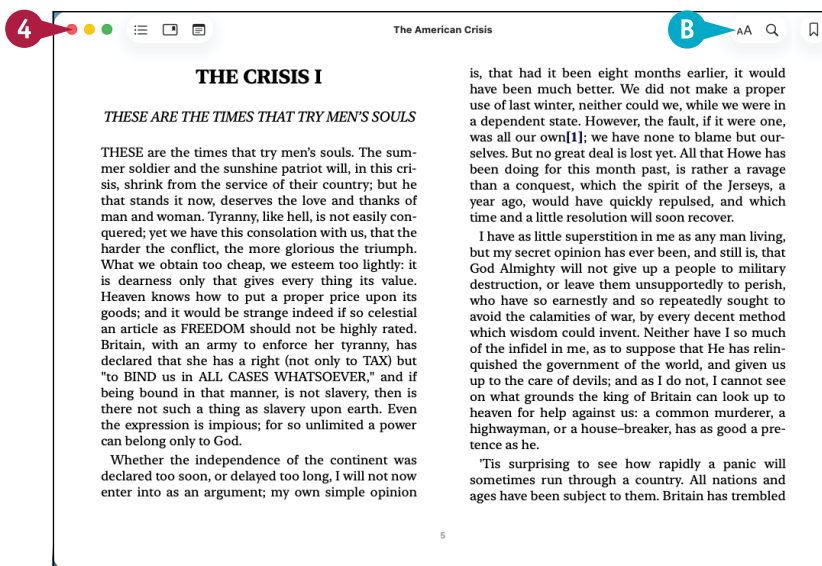 4
The American Crisis
B
AA
THE CRISIS I
THESE ARE THE TIMES THAT TRY MEN’S SOULS
THESE are the times that try men’s souls. The sum-
mer soldier and the sunshine patriot will, in this cri-
sis, shrink from the service of their country; but he
that stands it now, deserves the love and thanks of
man and woman. Tyranny, like hell, is not easily con-
quered; yet we have this consolation with us, that the
harder the conflict, the more glorious the triumph.
What we obtain too cheap, we esteem too lightly: it
is dearness only that gives every thing its value.
Heaven knows how to put a proper price upon its
goods; and it would be strange indeed if so celestial
an article as FREEDOM should not be highly rated.
Britain, with an army to enforce her tyranny, has
declared that she has a right (not only to TAX) but
"to BIND us in ALL CASES WHATSOEVER," and if
being bound in that manner, is not slavery, then is
there not such a thing as slavery upon earth. Even
the expression is impious; for so unlimited a power
can belong only to God.
Whether the independence of the continent was
declared too soon, or delayed too long, I will not now
enter into as an argument; my own simple opinion
is, that had it been eight months earlier, it would
have been much better. We did not make a proper
use of last winter, neither could we, while we were in
a dependent state. However, the fault, if it were one,
was all our own[1]; we have none to blame but our-
selves. But no great deal is lost yet. All that Howe has
been doing for this month past, is rather a ravage
than a conquest, which the spirit of the Jerseys, a
year ago, would have quickly repulsed, and which
time and a little resolution will soon recover.
I have as little superstition in me as any man living,
but my secret opinion has ever been, and still is, that
God Almighty will not give up a people to military
destruction, or leave them unsupportedly to perish,
who have so earnestly and so repeatedly sought to
avoid the calamities of war, by every decent method
which wisdom could invent. Neither have I so much
of the infidel in me, as to suppose that He has relin-
quished the government of the world, and given us
up to the care of devils; and as I do not, I cannot see
on what grounds the king of Britain can look up to
heaven for help against us: a common murderer, a
highwayman, or a house–breaker, has as good a pre-
tence as he.
'Tis surprising to see how rapidly a panic will
sometimes run through a country. All nations and
ages have been subject to them. Britain has trembled
5